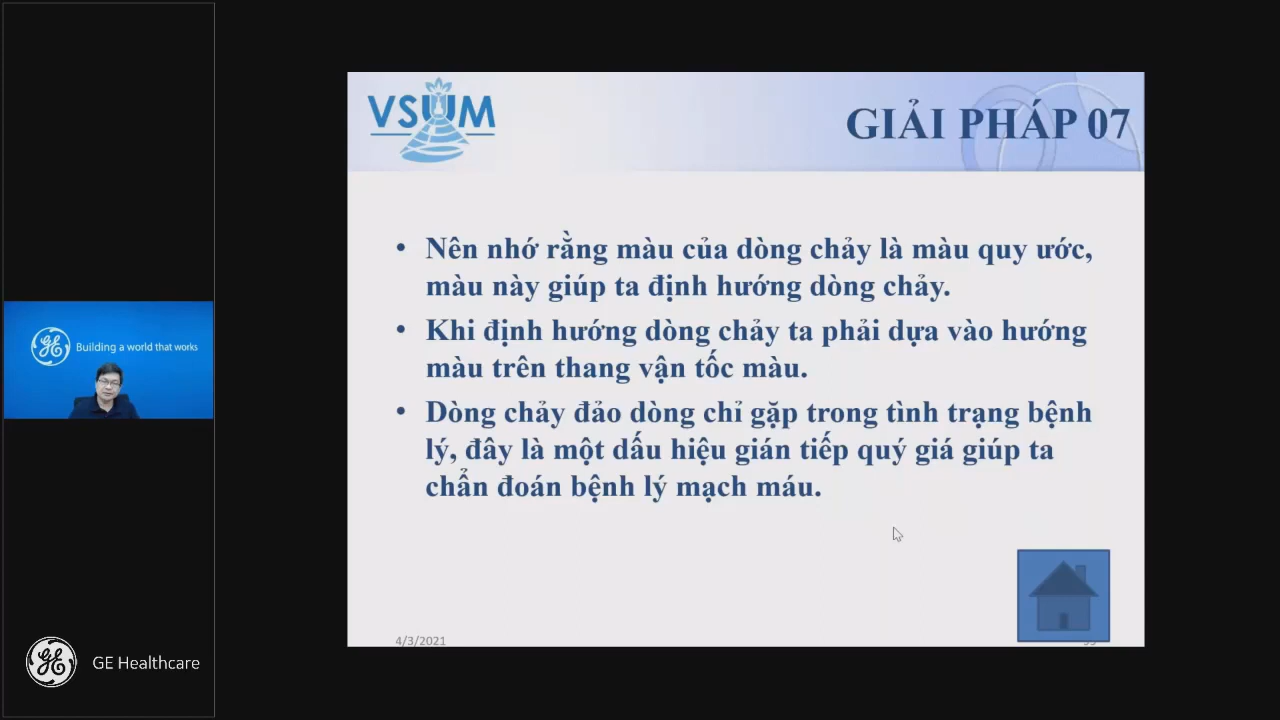 VSUM
GIẢI PHÁP 07
• Nên nhớ rằng màu của dòng chảy là màu quy ước,
màu này giúp ta định hướng dòng chảy.
• Khi định hướng dòng chảy ta phải dựa vào hướng
màu trên thang vận tốc màu.
• Dòng chảy đảo dòng chỉ gặp trong tình trạng bệnh
lý, đây là một dấu hiệu gián tiếp quý giá giúp ta
chẩn đoán bệnh lý mạch máu.
4/3/2021
GE Building a world that works
GE GE Healthcare